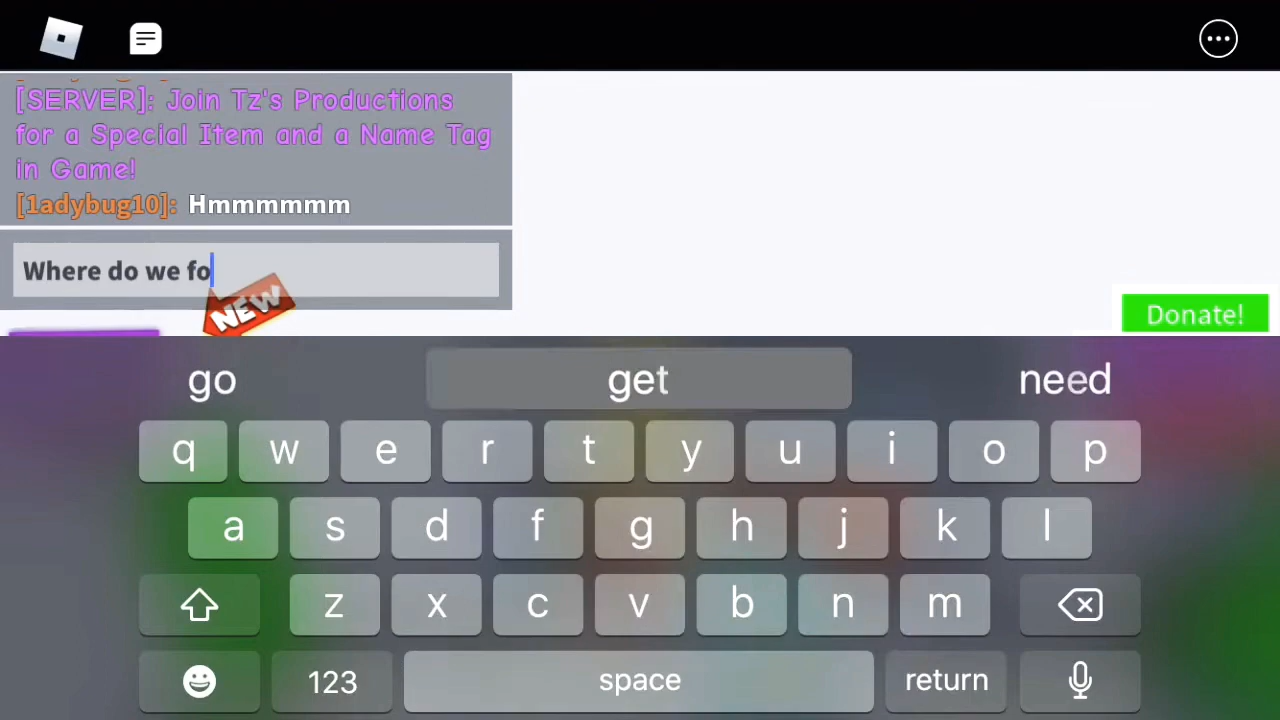 [SERVER]: Join Tz's Productions
for a Special Item and a Name Tag
in Game!
[1adybug10]: Hmmmmmm
Where do we fo
NEW
Donate!
go get need
q w e r t y u i o p
a s d f g h j k l
z x c v b n m
123 space return